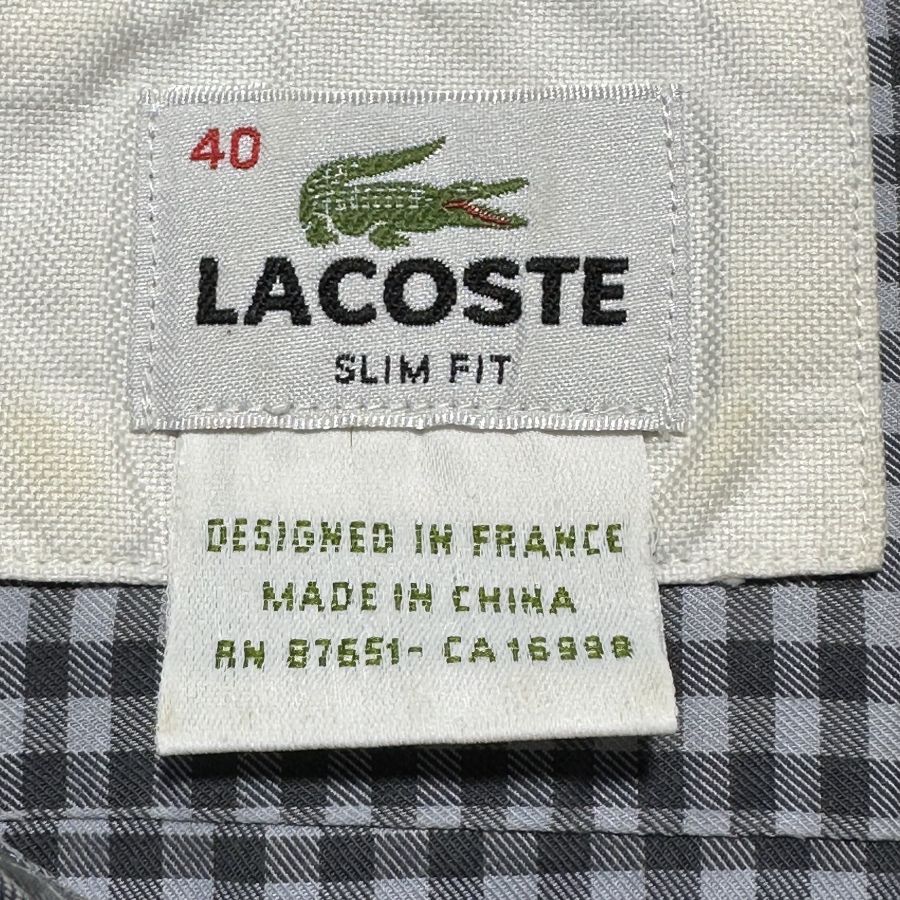 40
LACOSTE
SLIM FIT
DESIGNED IN FRANCE
MADE IN CHINA
RN 87651- CA16998